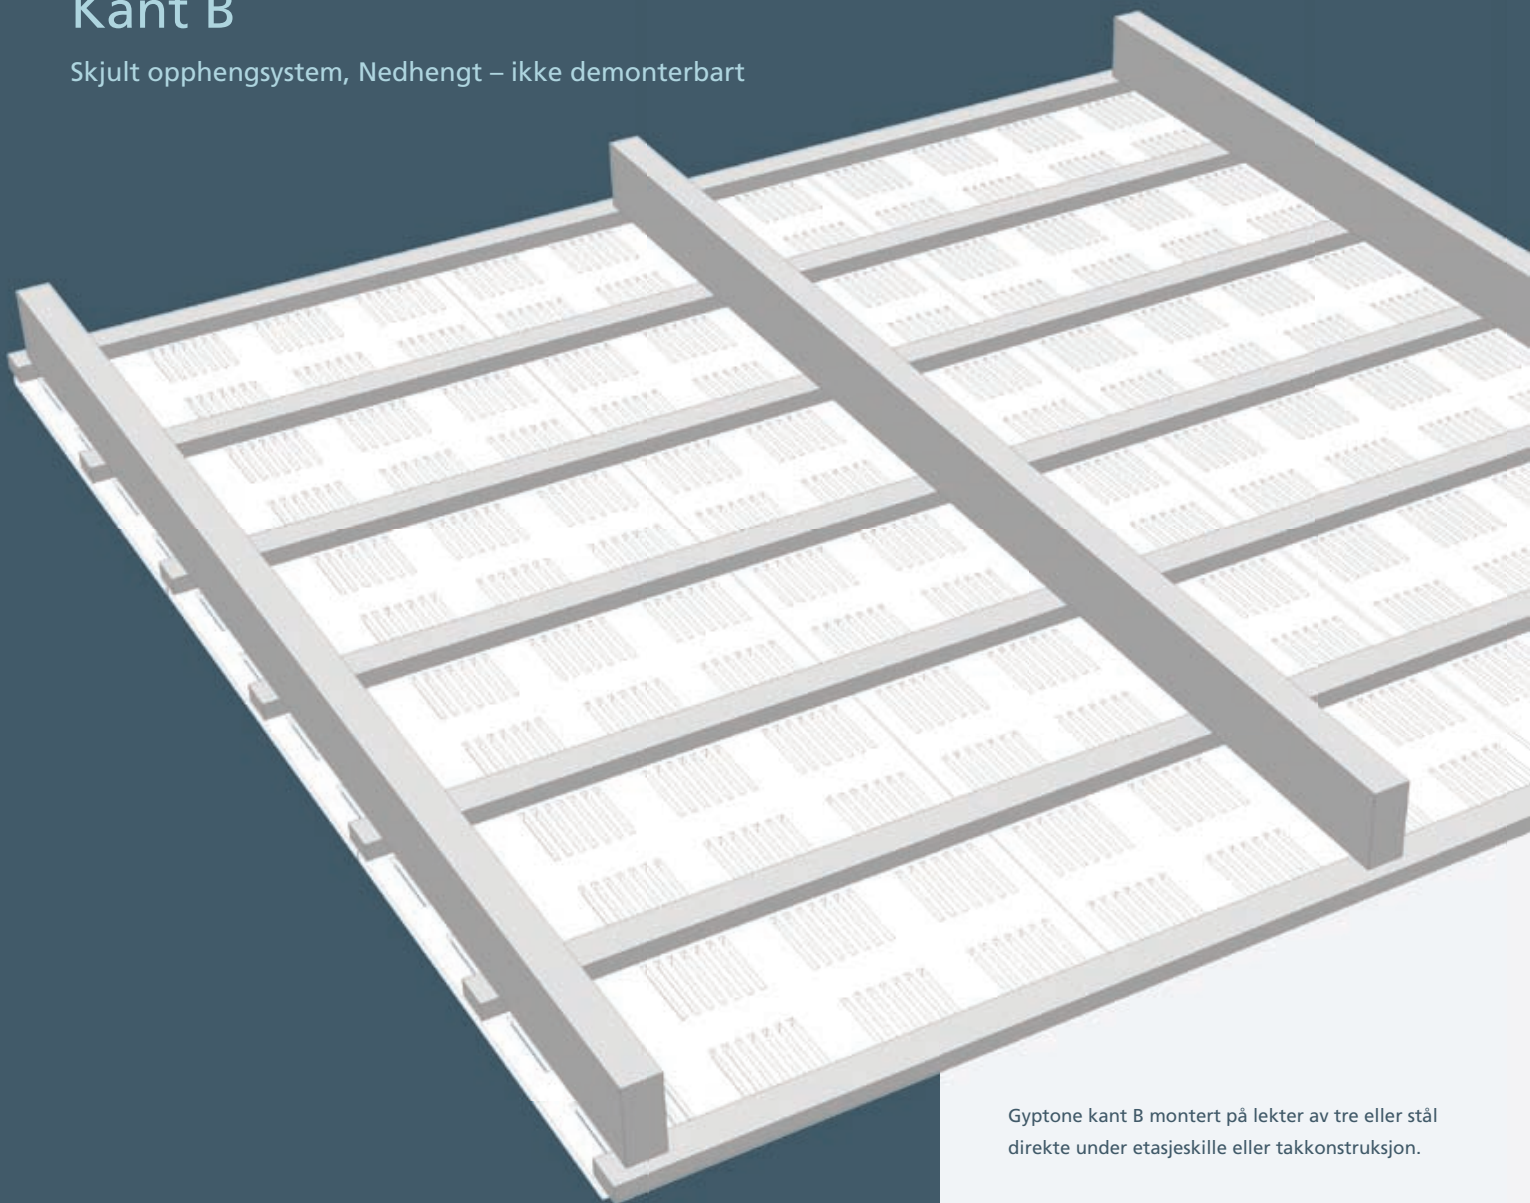 Kant B
Skjult opphengsystem, Nedhengt – ikke demonterbart
Gyptone kant B montert på lekter av tre eller stål
direkte under etasjeskille eller takkonstruksjon.